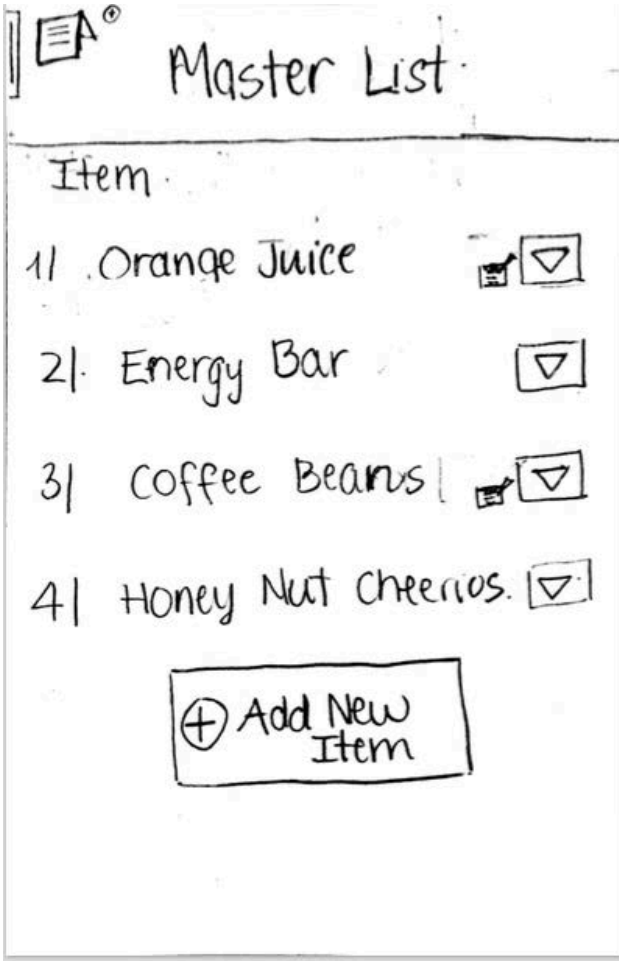 Master List
Item
1| Orange Juice
2| Energy Bar
3| Coffee Beans
4| Honey Nut Cheerios
Add New
Item